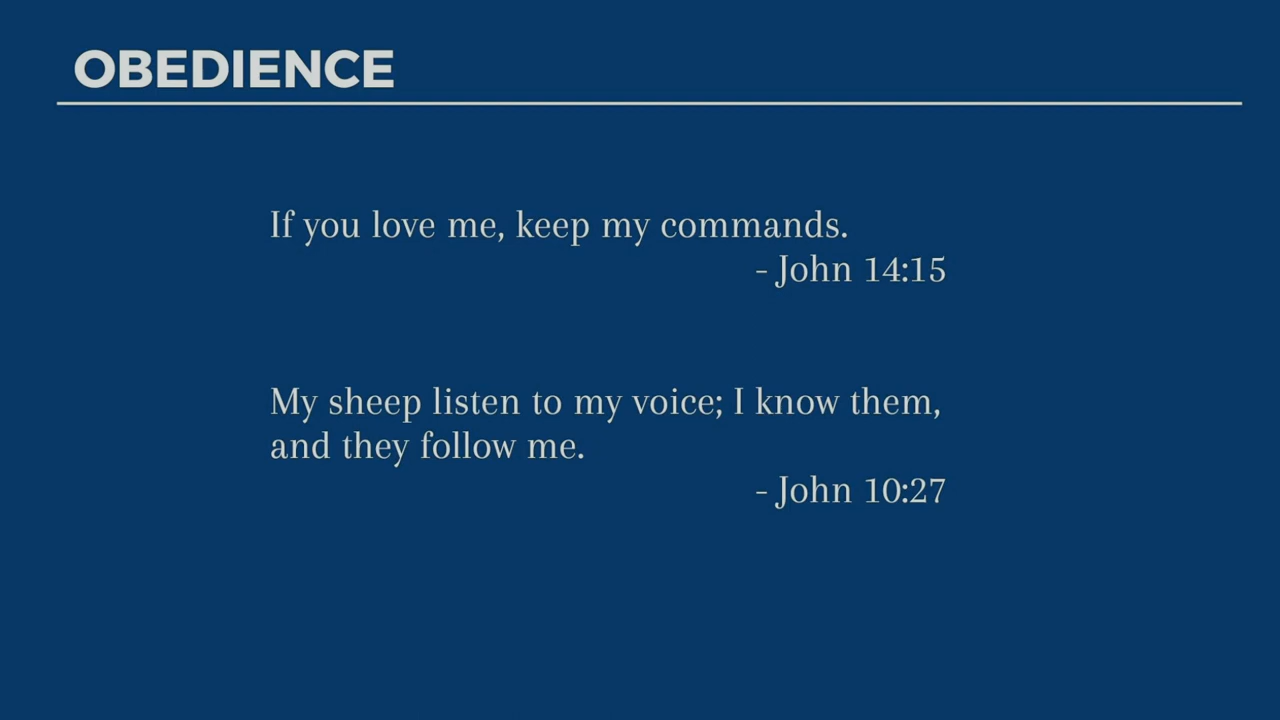 OBEDIENCE
If you love me, keep my commands.
- John 14:15
My sheep listen to my voice; I know them,
and they follow me.
- John 10:27